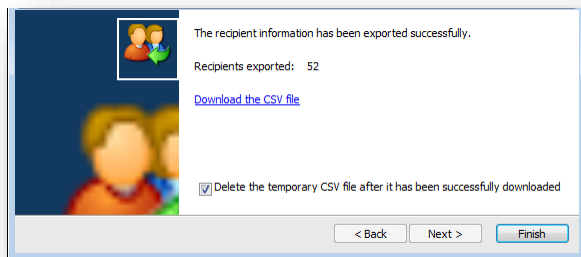 The recipient information has been exported successfully.
Recipients exported: 52
Download the CSV file
Delete the temporary CSV file after it has been successfully downloaded
< Back Next > Finish